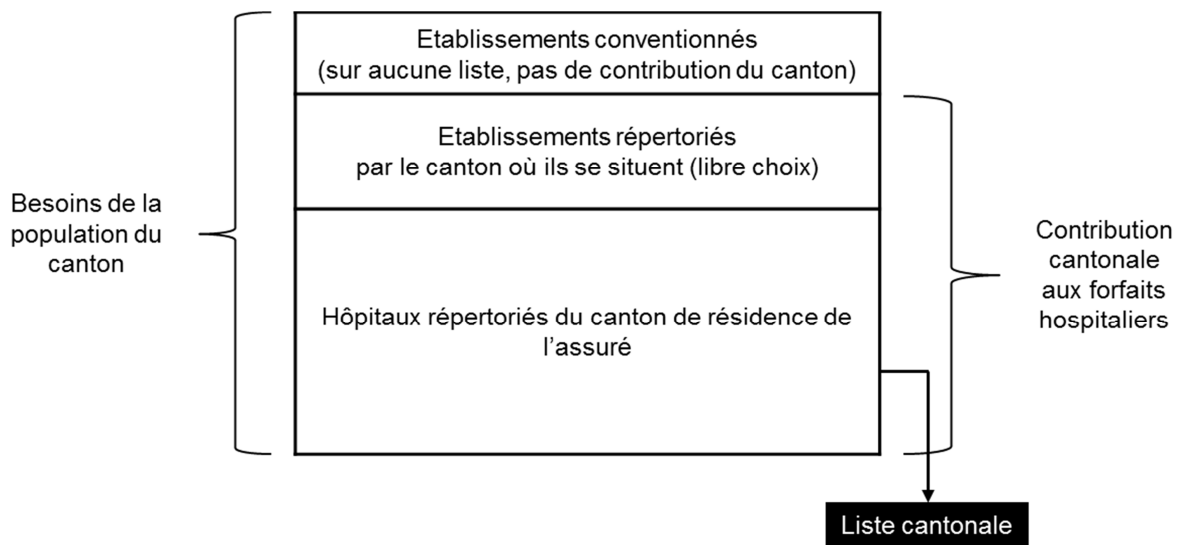 Etablissements conventionnés
(sur aucune liste, pas de contribution du canton)
Etablissements répertoriés
par le canton où ils se situent (libre choix)
Besoins de la
population du
canton
Contribution
cantonale
aux forfaits
hospitaliers
Hôpitaux répertoriés du canton de résidence de
l'assuré
Liste cantonale